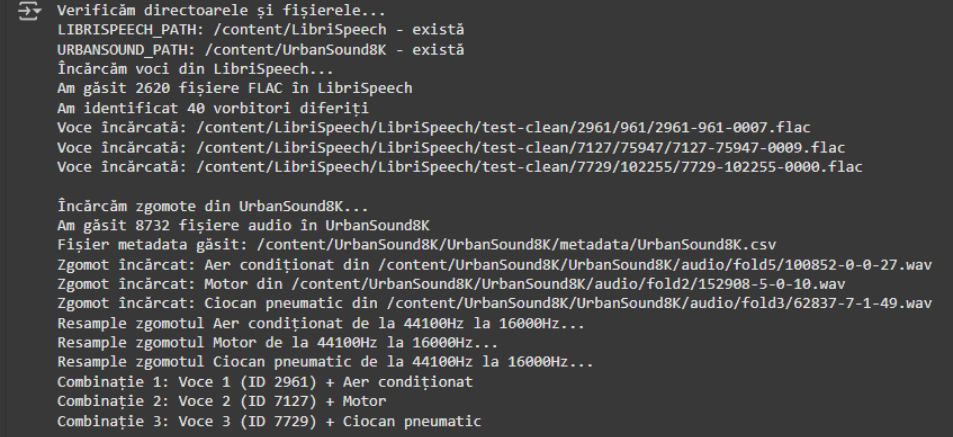 Verificăm directoarele și fișierele...
LIBRISPEECH_PATH: /content/LibriSpeech - există
URBANSOUND_PATH: /content/UrbanSound8K - există
Încărcăm voci din LibriSpeech...
Am găsit 2620 fișiere FLAC în LibriSpeech
Am identificat 40 vorbitori diferiți
Voce încărcată: /content/LibriSpeech/LibriSpeech/test-clean/2961/961/2961-961-0007.flac
Voce încărcată: /content/LibriSpeech/LibriSpeech/test-clean/7127/75947/7127-75947-0009.flac
Voce încărcată: /content/LibriSpeech/LibriSpeech/test-clean/7729/102255/7729-102255-0000.flac
Încărcăm zgomote din UrbanSound8K...
Am găsit 8732 fișiere audio în UrbanSound8K
Fișier metadata găsit: /content/UrbanSound8K/UrbanSound8K/metadata/UrbanSound8K.csv
Zgomot încărcat: Aer condiționat din /content/UrbanSound8K/UrbanSound8K/audio/fold5/100852-0-0-27.wav
Zgomot încărcat: Motor din /content/UrbanSound8K/UrbanSound8K/audio/fold2/152908-5-0-10.wav
Zgomot încărcat: Ciocan pneumatic din /content/UrbanSound8K/UrbanSound8K/audio/fold3/62837-7-1-49.wav
Resample zgomotul Aer condiționat de la 44100Hz la 16000Hz...
Resample zgomotul Motor de la 44100Hz la 16000Hz...
Resample zgomotul Ciocan pneumatic de la 44100Hz la 16000Hz...
Combinație 1: Voce 1 (ID 2961) + Aer condiționat
Combinație 2: Voce 2 (ID 7127) + Motor
Combinație 3: Voce 3 (ID 7729) + Ciocan pneumatic